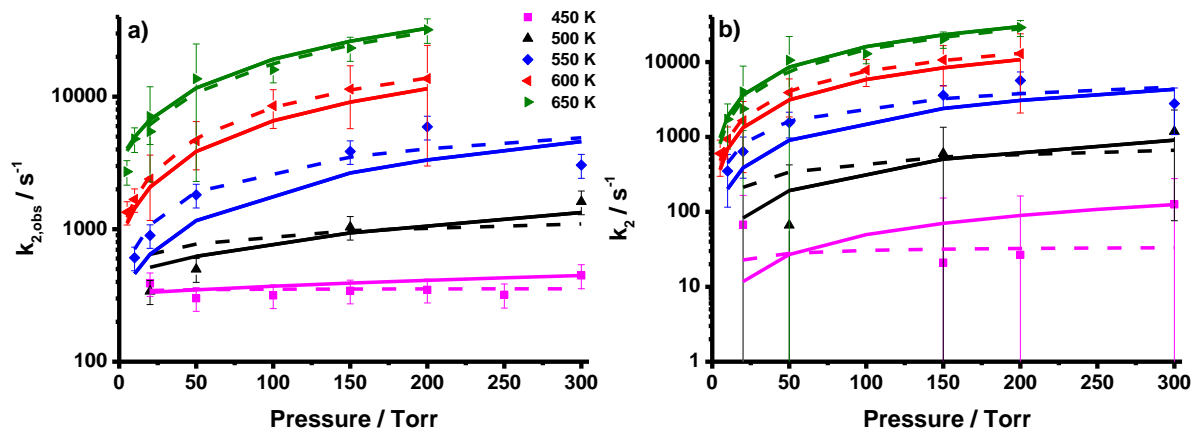 a)
450 K
500 K
550 K
600 K
650 K
k2,obs / s-1
10000
1000
100
0 50 100 150 200 250 300
Pressure / Torr
b)
k2 / s-1
10000
1000
100
10
1
0 50 100 150 200 250 300
Pressure / Torr